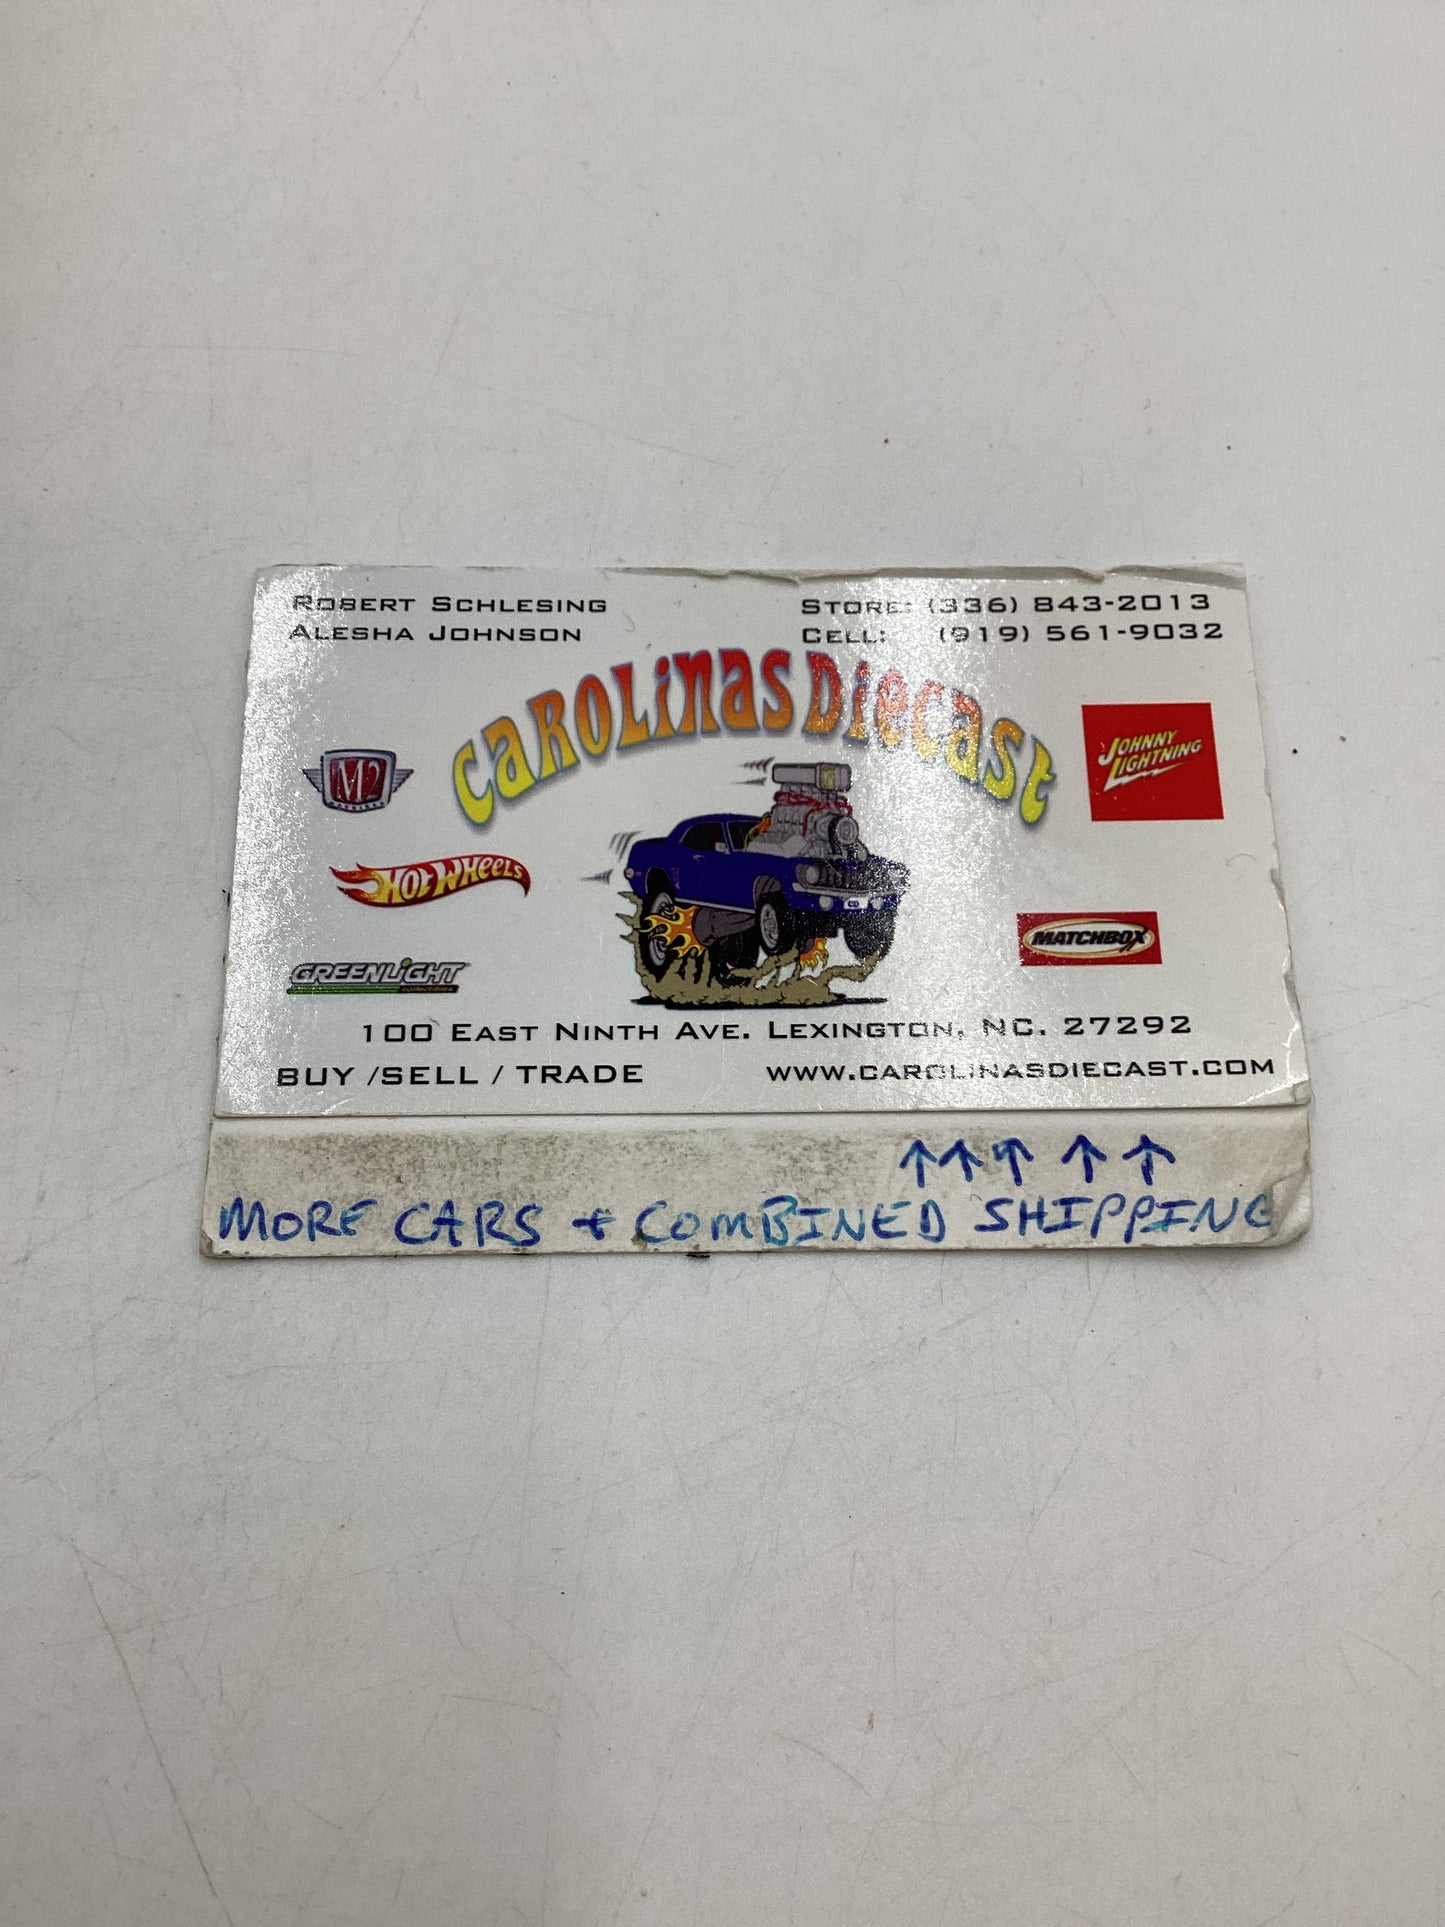 ROBERT SCHLESING
ALESHA JOHNSON
STORE: (336) 843-2013
CELL: (919) 561-9032
CAROLINAS DIECAST
M2
MACHINES
JOHNNY
LIGHTNING
HOT WHEELS
MATCHBOX
GREENLIGHT
collectibles
100 EAST NINTH AVE. LEXINGTON, NC. 27292
BUY /SELL / TRADE
WWW.CAROLINASDIECAST.COM
↑↑↑↑↑
MORE CARS + COMBINED SHIPPING